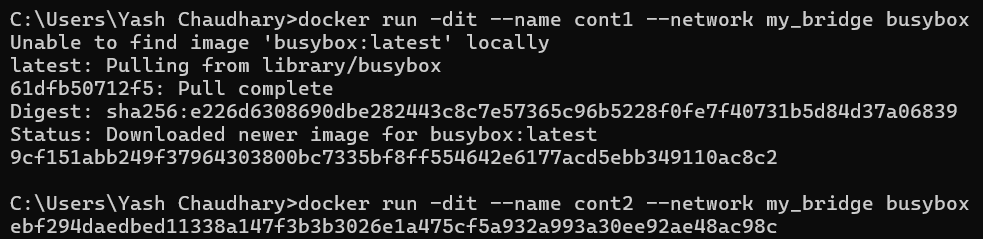 C:\Users\Yash Chaudhary>docker run -dit --name cont1 --network my_bridge busybox
Unable to find image 'busybox:latest' locally
latest: Pulling from library/busybox
61dfb50712f5: Pull complete
Digest: sha256:e226d6308690dbe282443c8c7e57365c96b5228f0fe7f40731b5d84d37a06839
Status: Downloaded newer image for busybox:latest
9cf151abb249f37964303800bc7335bf8ff554642e6177acd5ebb349110ac8c2
C:\Users\Yash Chaudhary>docker run -dit --name cont2 --network my_bridge busybox
ebf294daedbed11338a147f3b3b3026e1a475cf5a932a993a30ee92ae48ac98c